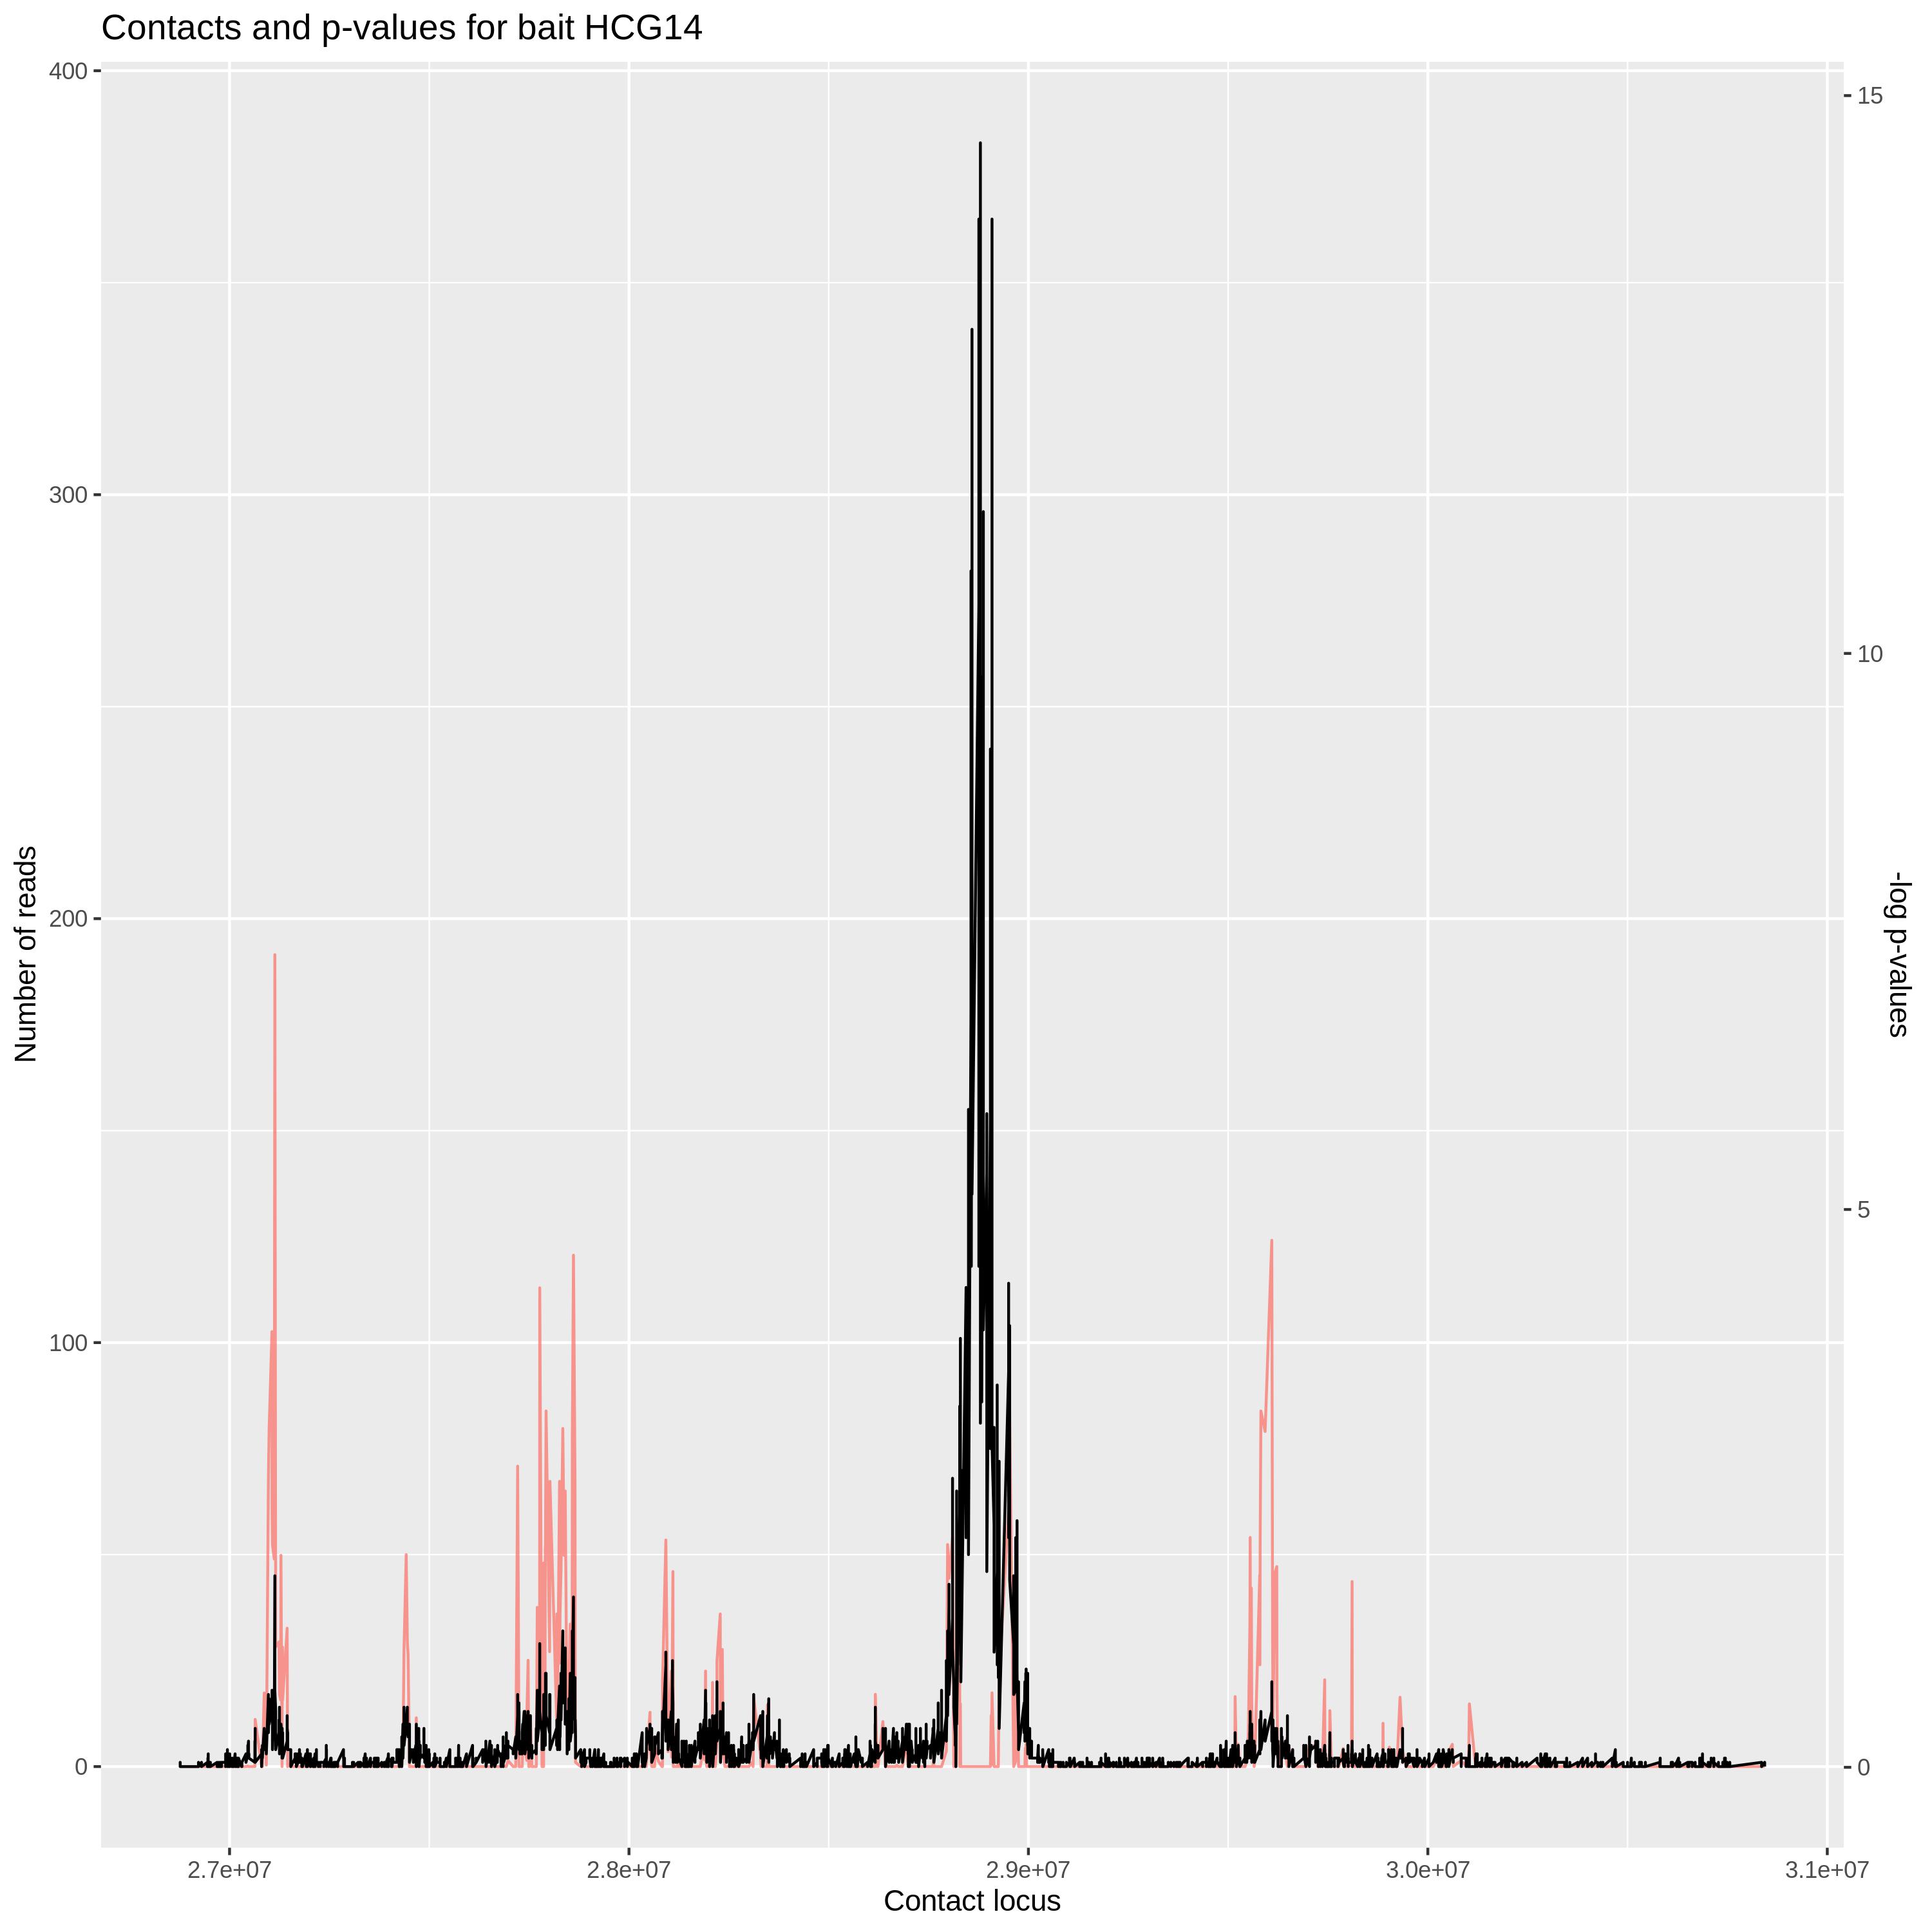 Contacts and p-values for bait HCG14
400
300
200
100
0
Number of reads
15
10
5
0
-log p-values
2.7e+07
2.8e+07
2.9e+07
3.0e+07
3.1e+07
Contact locus